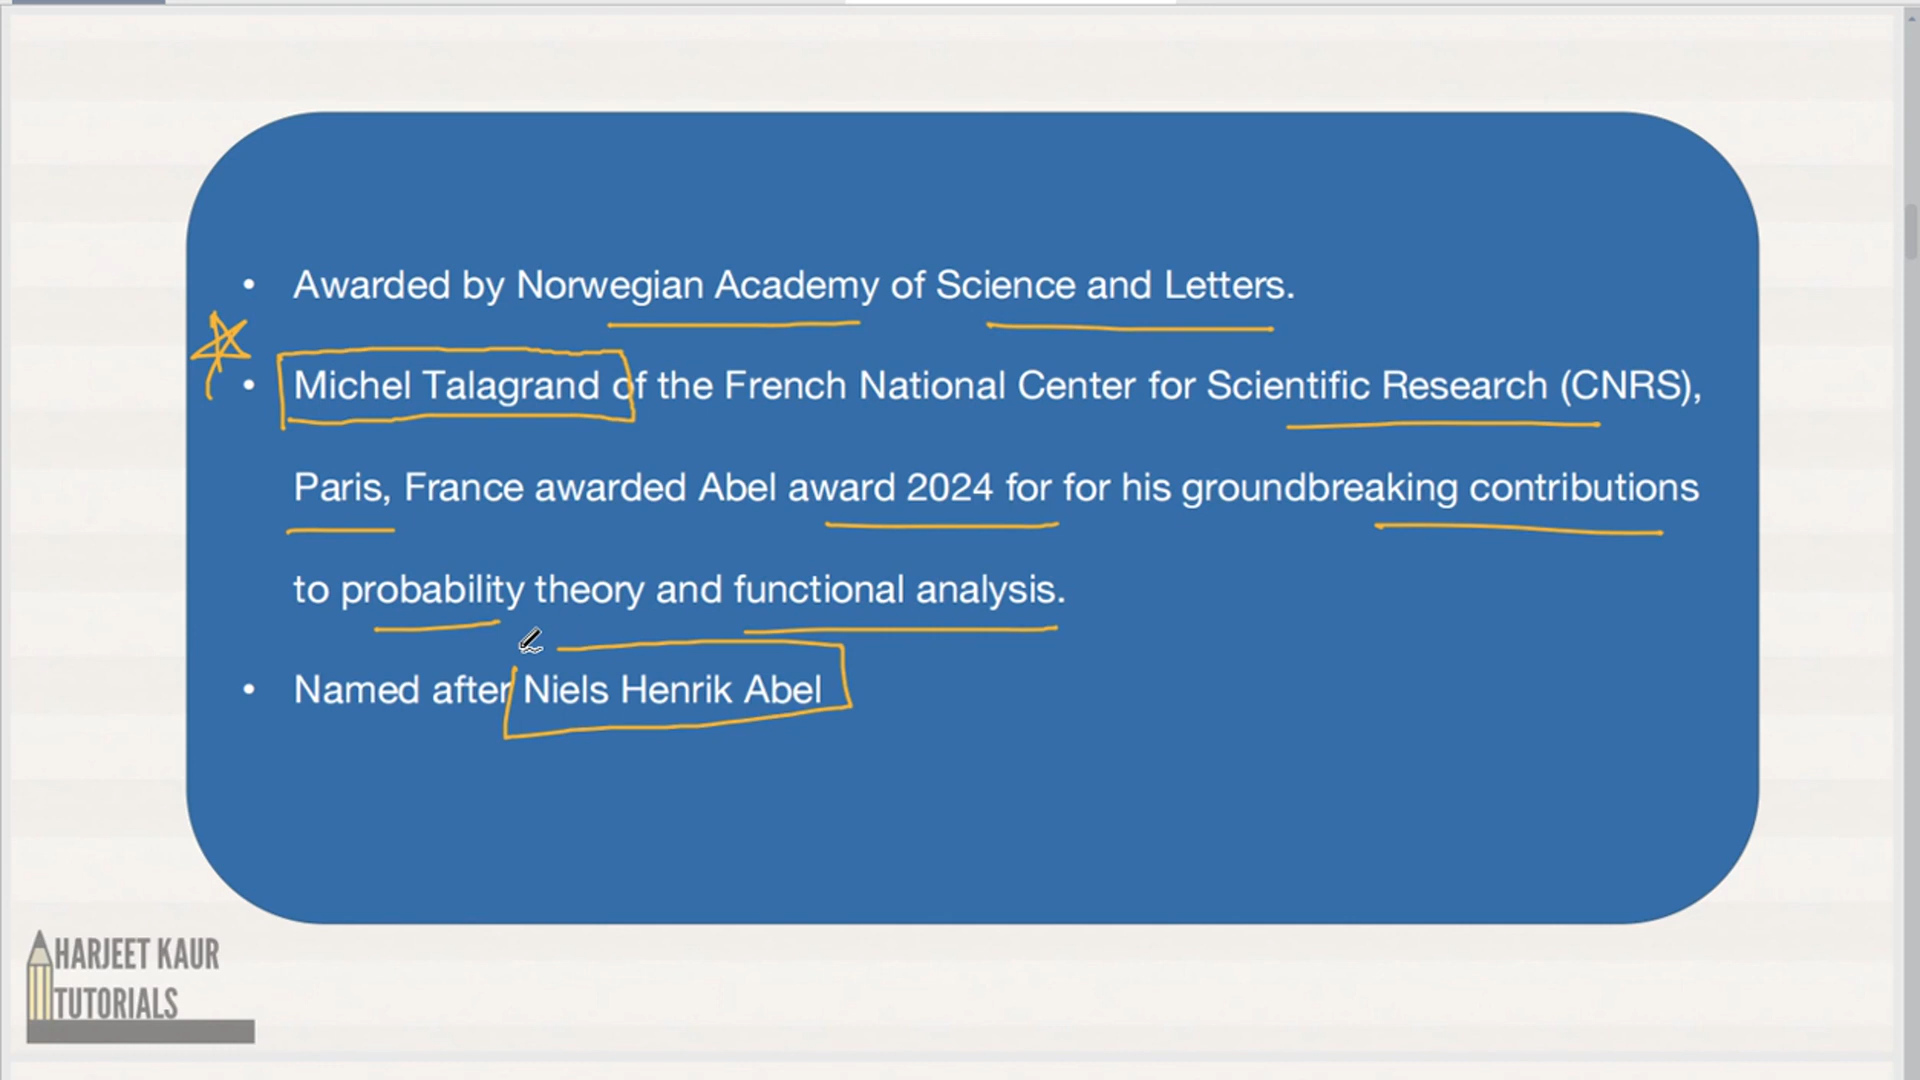 • Awarded by Norwegian Academy of Science and Letters.
• Michel Talagrand of the French National Center for Scientific Research (CNRS),
Paris, France awarded Abel award 2024 for for his groundbreaking contributions
to probability theory and functional analysis.
• Named after Niels Henrik Abel
HARJEET KAUR
TUTORIALS